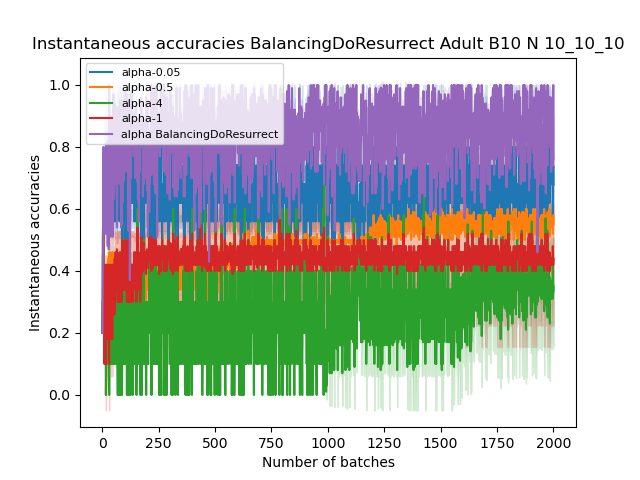 Instantaneous accuracies BalancingDoResurrect Adult B10 N 10_10_10
alpha-0.05
alpha-0.5
alpha-4
alpha-1
alpha BalancingDoResurrect
Instantaneous accuracies
1.0
0.8
0.6
0.4
0.2
0.0
0 250 500 750 1000 1250 1500 1750 2000
Number of batches